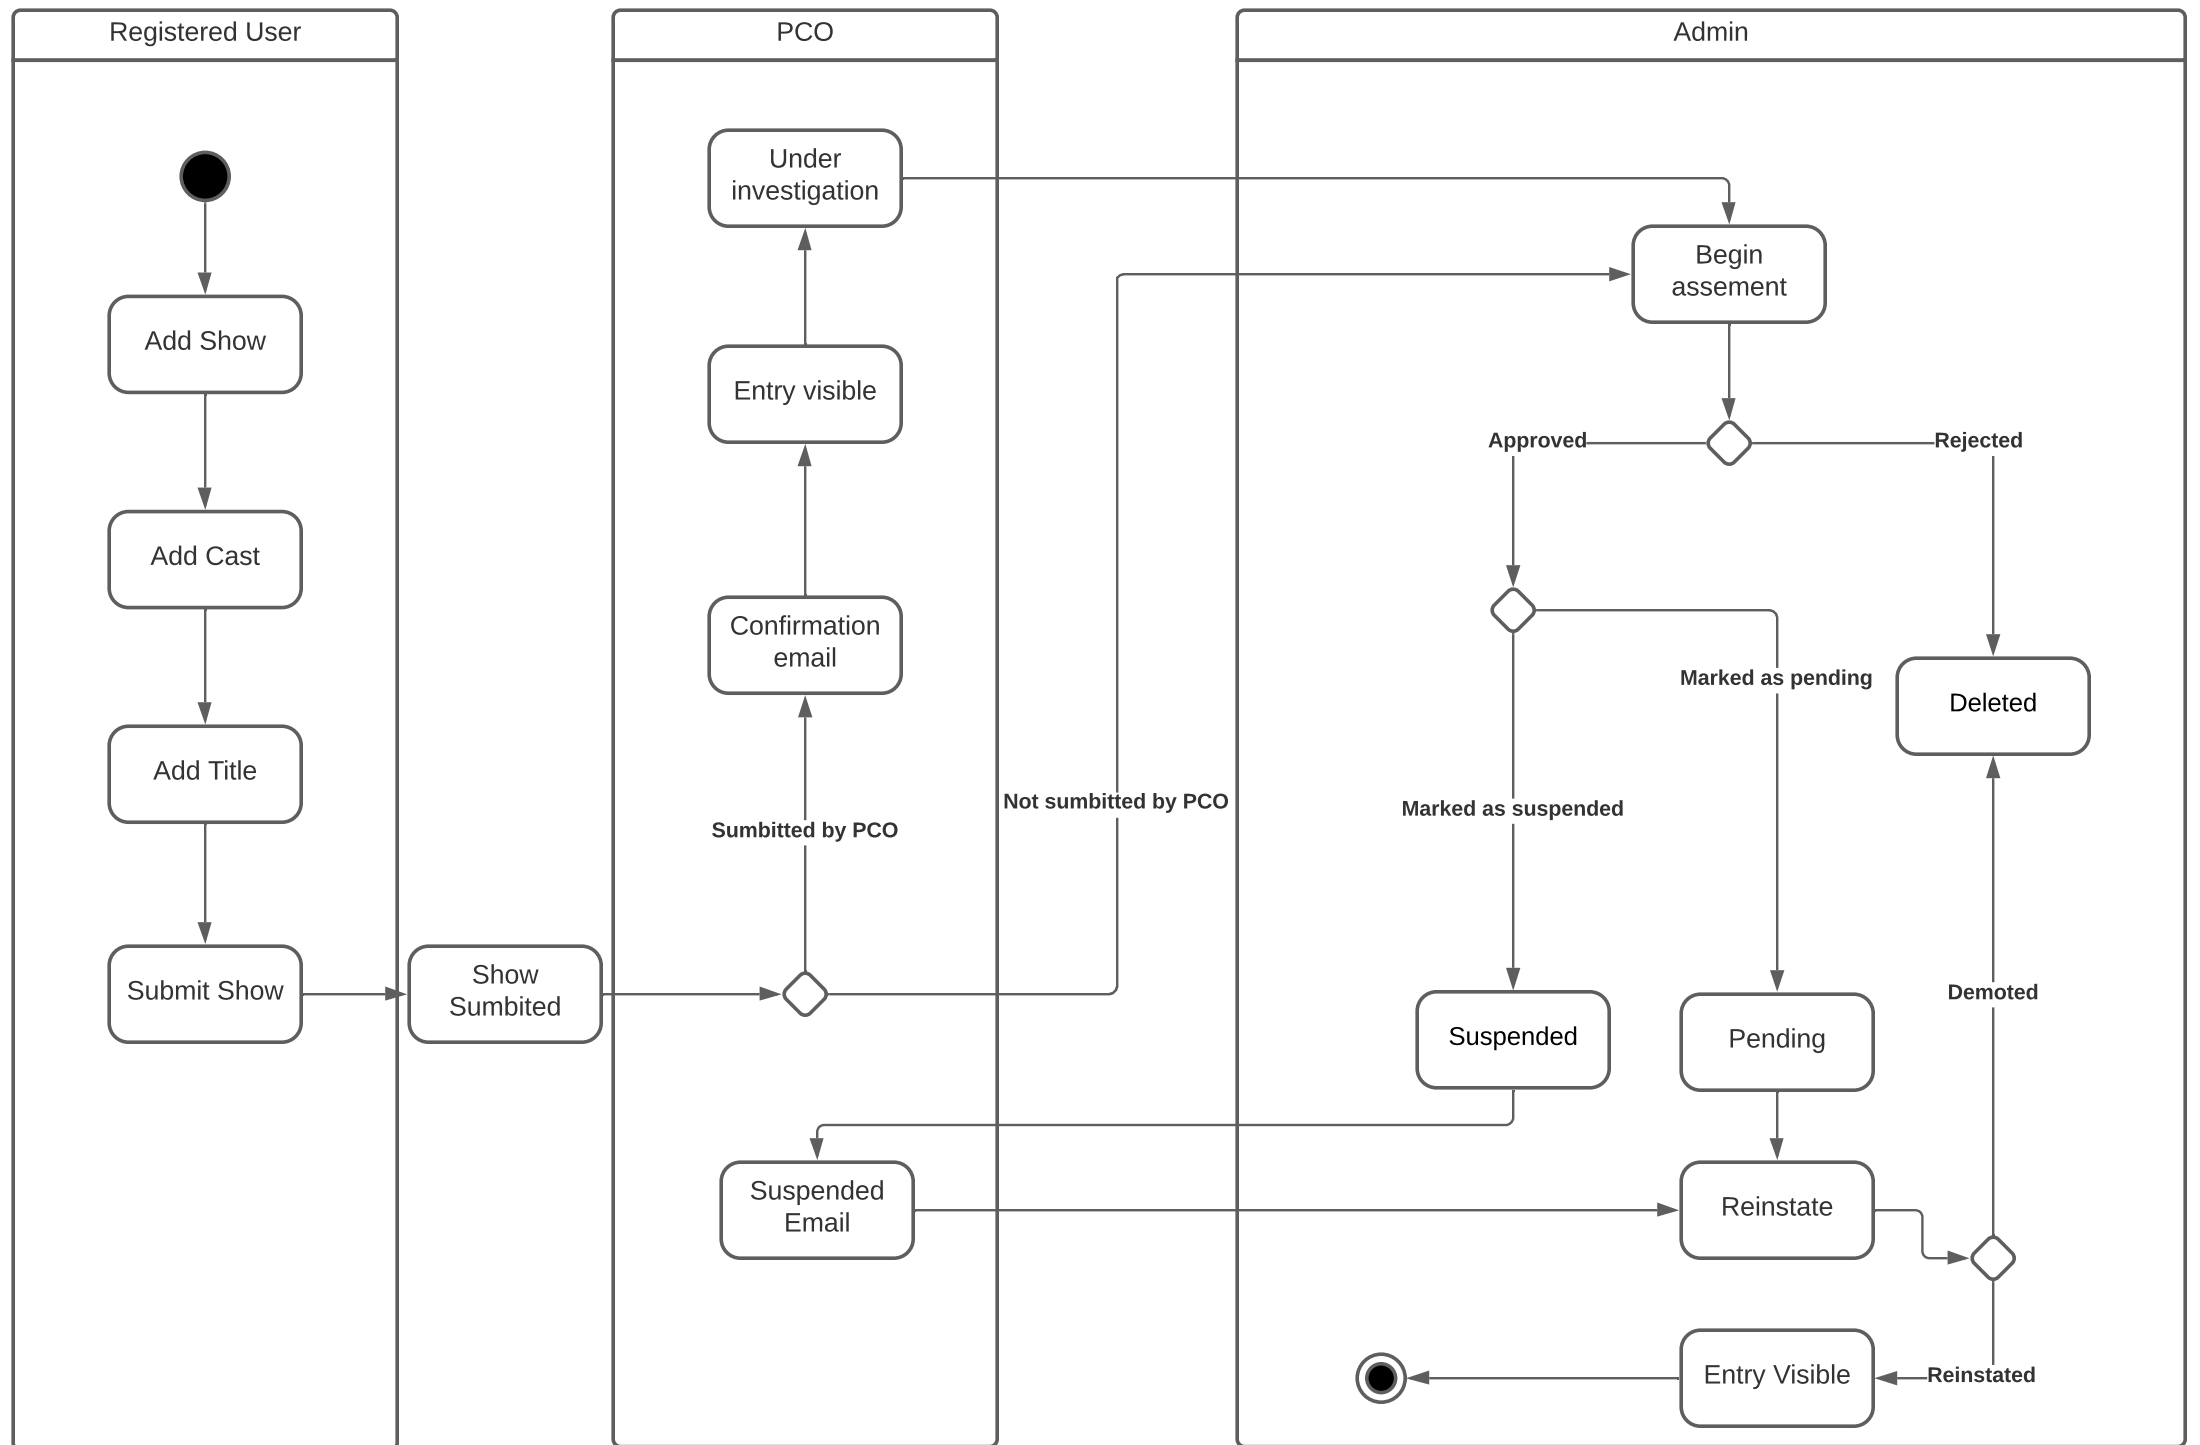 Registered User
PCO
Admin
Under
investigation
Begin
assement
Add Show
Entry visible
Approved
Rejected
Add Cast
Confirmation
email
Marked as pending
Deleted
Add Title
Not sumbitted by PCO
Marked as suspended
Sumbitted by PCO
Submit Show
Show
Sumbited
Demoted
Suspended
Pending
Suspended
Email
Reinstate
Entry Visible
Reinstated